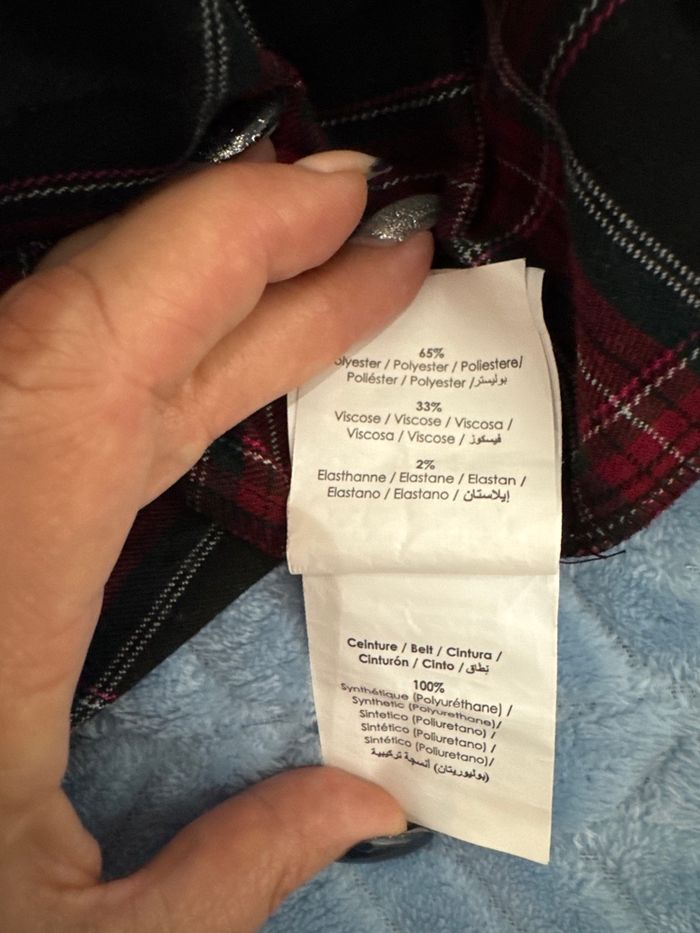 65%
olyester / Polyester / Poliestere/
Poliéster / Polyester / بوليستر
33%
Viscose / Viscose / Viscosa /
Viscosa / Viscose / فيسكوز
2%
Elasthanne / Elastane / Elastan /
Elastano / Elastano / إيلاستان
Ceinture / Belt / Cintura /
Cinturón / Cinto / نطاق
100%
Synthétique (Polyuréthane) /
Synthetic (Polyurethane)/
Sintetico (Poliuretano) /
Sintético (Poliuretano) /
Sintético (Poliuretano)/
(بوليوريتان) أنسجة تركيبية